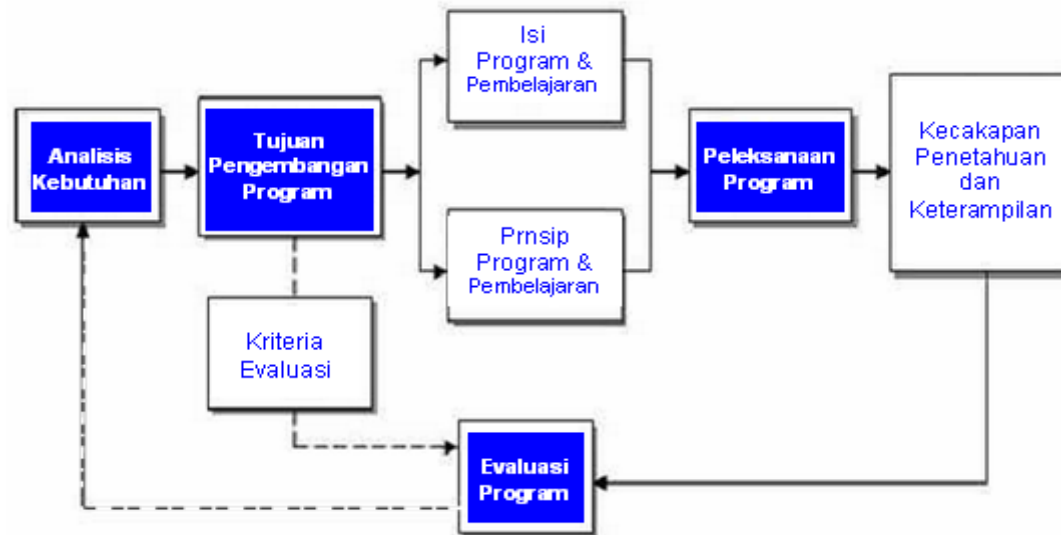 Isi
Program &
Pembelajaran
Analisis
Kebutuhan
Tujuan
Pengembangan
Program
Peleksanaan
Program
Kecakapan
Penetahuan
dan
Keterampilan
Prnsip
Program &
Pembelajaran
Kriteria
Evaluasi
Evaluasi
Program